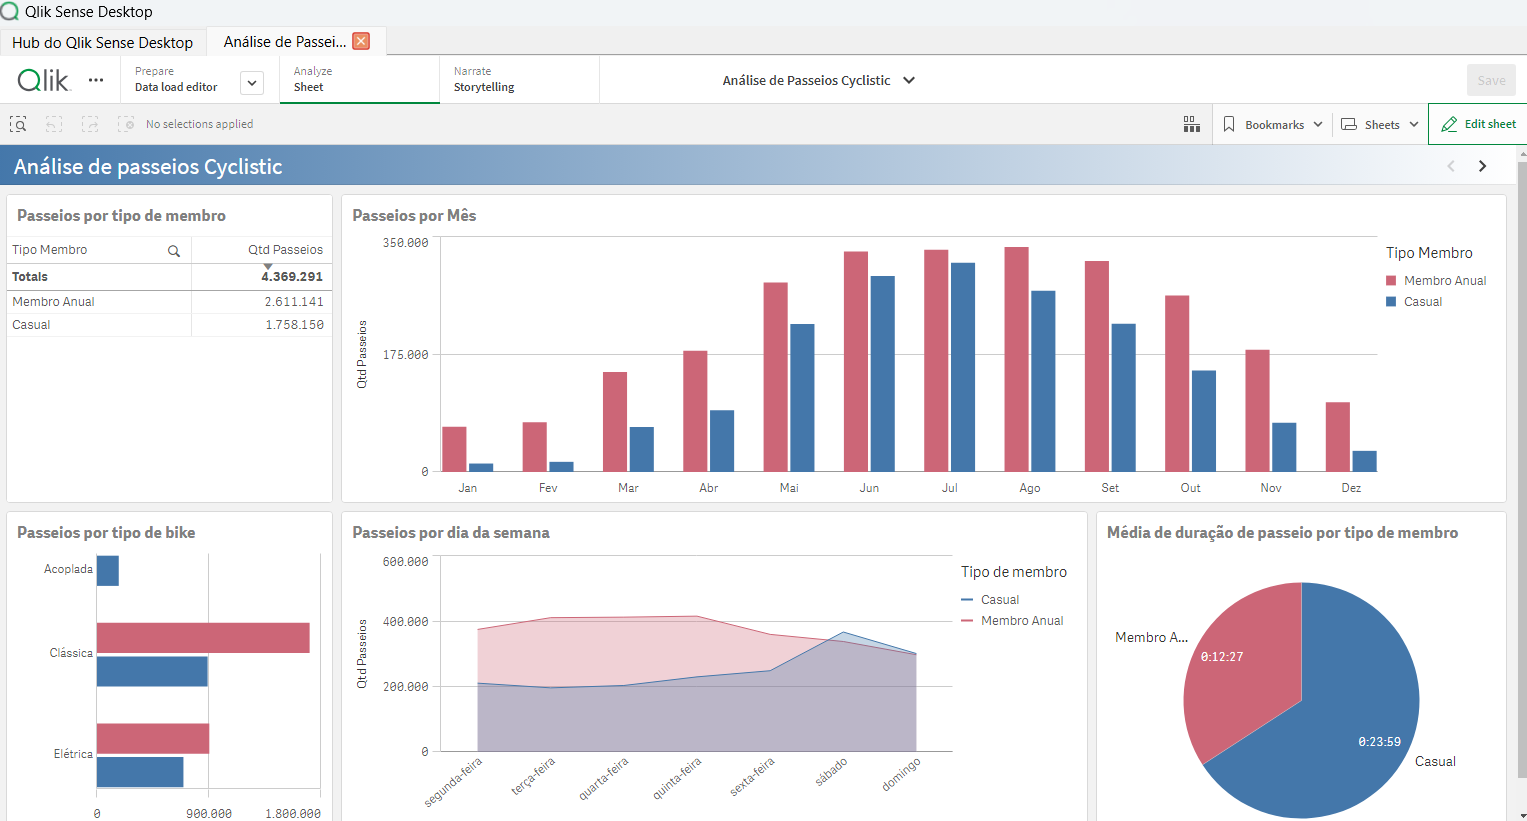 Qlik Sense Desktop
Hub do Qlik Sense Desktop
Análise de Passei...
Qlik
Prepare
Data load editor
Analyze
Sheet
Narrate
Storytelling
Análise de Passeios Cyclistic
Save
No selections applied
Bookmarks
Sheets
Edit sheet
Análise de passeios Cyclistic
Passeios por tipo de membro
Tipo Membro Qtd Passeios
Totais 4.369.291
Membro Anual 2.611.141
Casual 1.758.150
Passeios por Mês
350.000
175.000
0
Qtd Passeios
Jan Fev Mar Abr Mai Jun Jul Ago Set Out Nov Dez
Tipo Membro
Membro Anual
Casual
Passeios por tipo de bike
Acoplada
Clássica
Elétrica
0 900.000 1.800.000
Passeios por dia da semana
600.000
400.000
200.000
0
Qtd Passeios
segunda-feira terça-feira quarta-feira quinta-feira sexta-feira sábado domingo
Tipo de membro
Casual
Membro Anual
Média de duração de passeio por tipo de membro
Membro A...
0:12:27
0:23:59
Casual